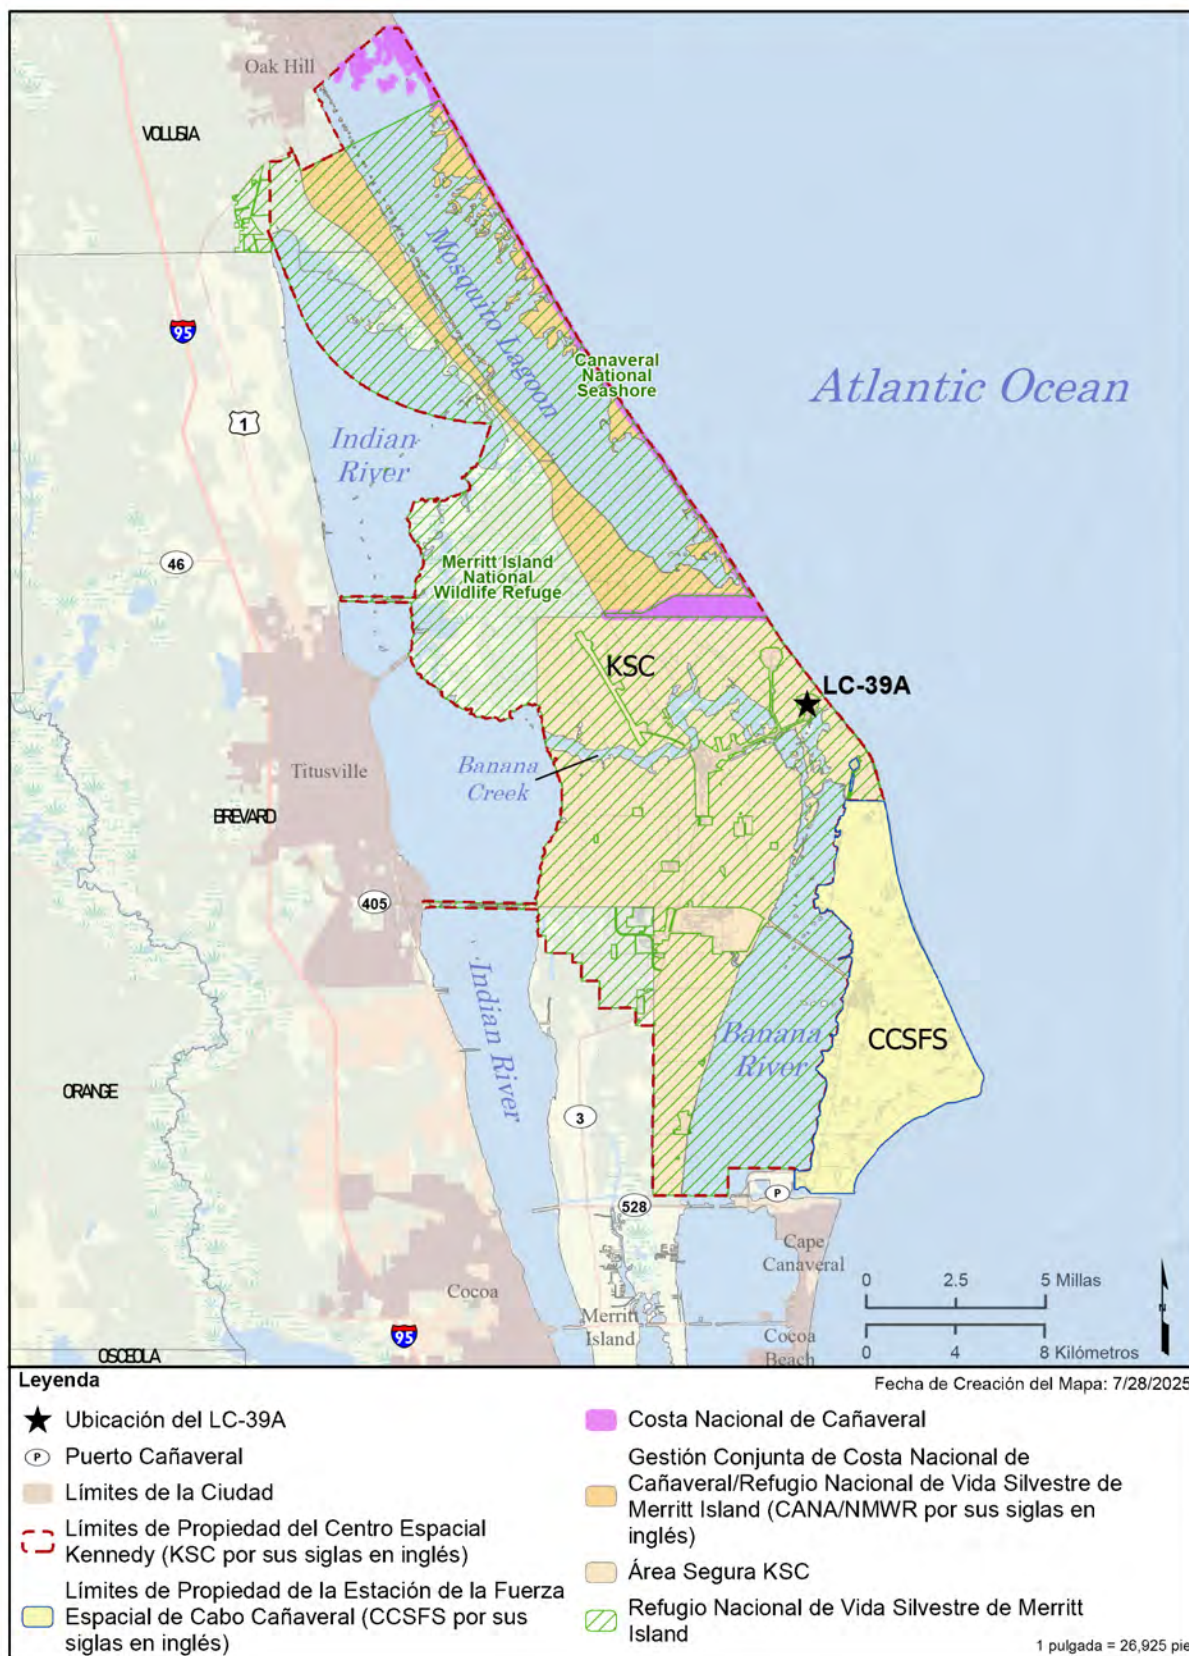 Oak Hill
VOLUSIA
Mosquito Lagoon
95
Canaveral
National
Seashore
Atlantic Ocean
1
Indian
River
46
Merritt Island
National
Wildlife Refuge
KSC
LC-39A
Titusville
Banana
Creek
BREVARD
405
Indian River
Banana
River
CCSFS
ORANGE
3
P
528
Cape
Canaveral
0 2.5 5 Millas
Cocoa
Merritt
Island
N
95
Cocoa
Beach
0 4 8 Kilómetros
OSCEOLA
Leyenda
Fecha de Creación del Mapa: 7/28/2025
Ubicación del LC-39A
P Puerto Cañaveral
Límites de la Ciudad
Límites de Propiedad del Centro Espacial
Kennedy (KSC por sus siglas en inglés)
Límites de Propiedad de la Estación de la Fuerza
Espacial de Cabo Cañaveral (CCSFS por sus
siglas en inglés)
Costa Nacional de Cañaveral
Gestión Conjunta de Costa Nacional de
Cañaveral/Refugio Nacional de Vida Silvestre de
Merritt Island (CANA/NMWR por sus siglas en
inglés)
Área Segura KSC
Refugio Nacional de Vida Silvestre de Merritt
Island
1 pulgada = 26,925 pie